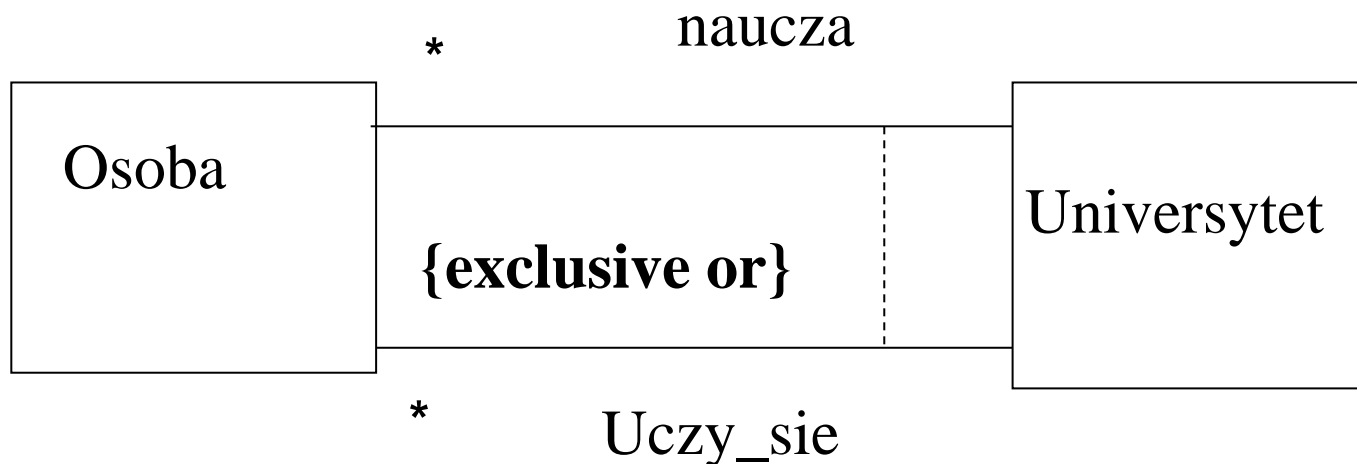 * naucza
Osoba
Universytet
{exclusive or}
* Uczy_sie